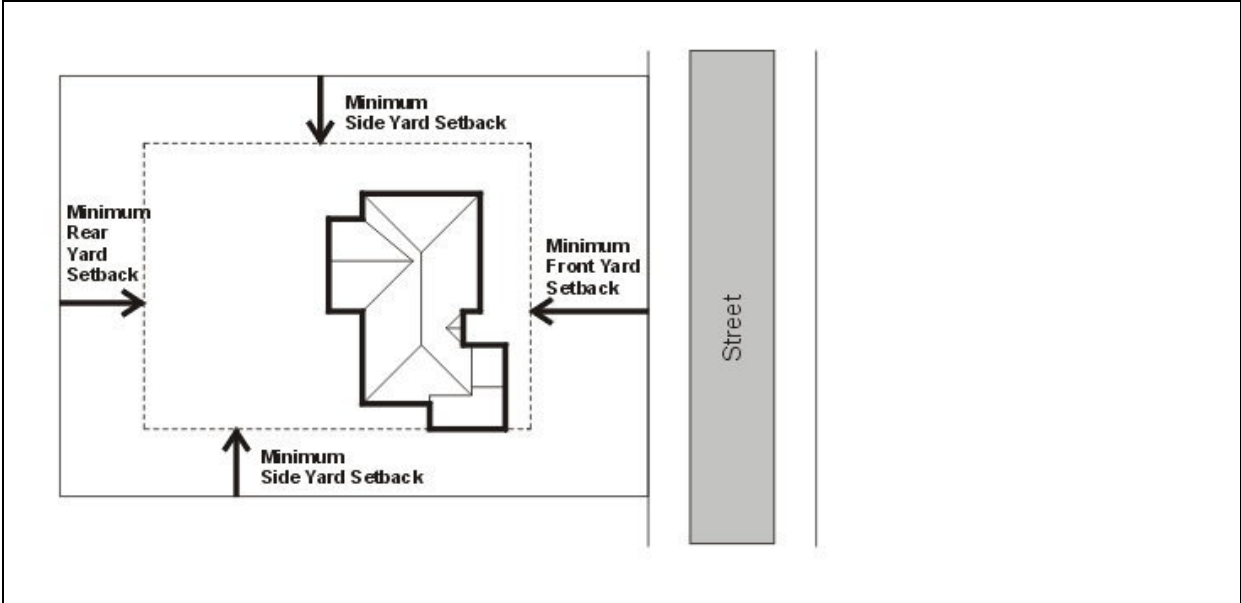 Minimum
Side Yard Setback
Minimum
Rear
Yard
Setback
Minimum
Front Yard
Setback
Street
Minimum
Side Yard Setback